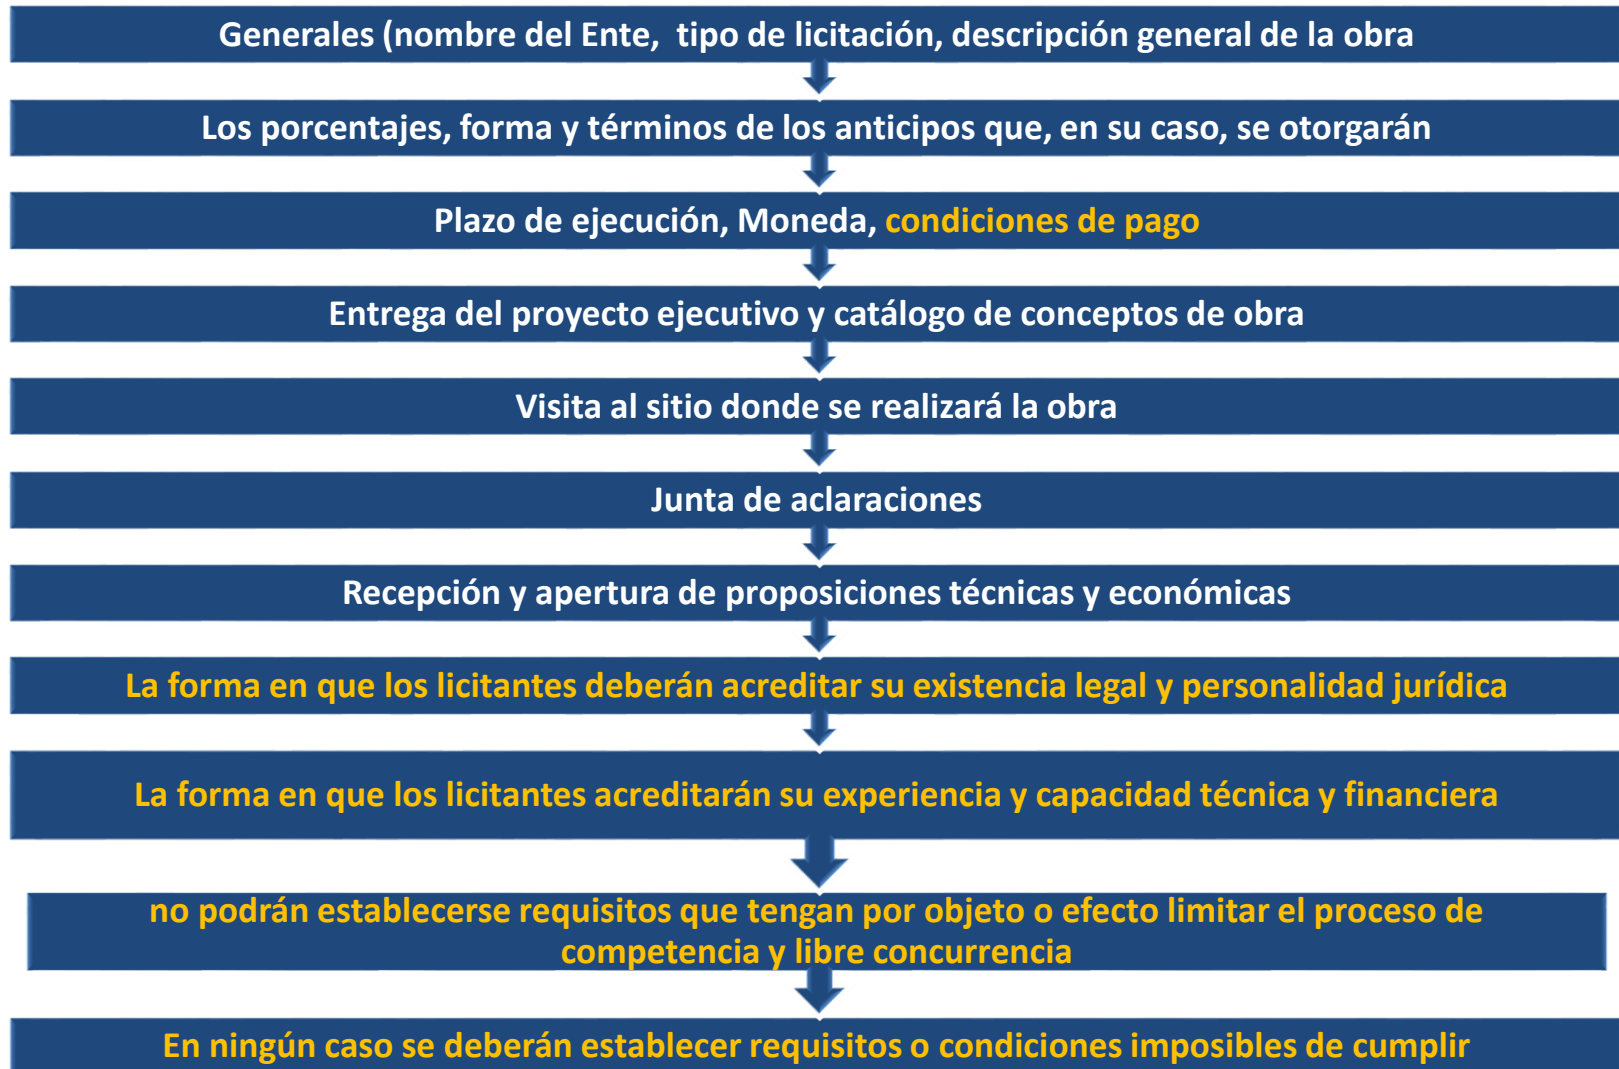 Generales (nombre del Ente,  tipo de licitación, descripción general de la obra
Los porcentajes, forma y términos de los anticipos que, en su caso, se otorgarán
Plazo de ejecución, Moneda, condiciones de pago
Entrega del proyecto ejecutivo y catálogo de conceptos de obra
Visita al sitio donde se realizará la obra
Junta de aclaraciones
Recepción y apertura de proposiciones técnicas y económicas
La forma en que los licitantes deberán acreditar su existencia legal y personalidad jurídica
La forma en que los licitantes acreditarán su experiencia y capacidad técnica y financiera
no podrán establecerse requisitos que tengan por objeto o efecto limitar el proceso de
competencia y libre concurrencia
En ningún caso se deberán establecer requisitos o condiciones imposibles de cumplir